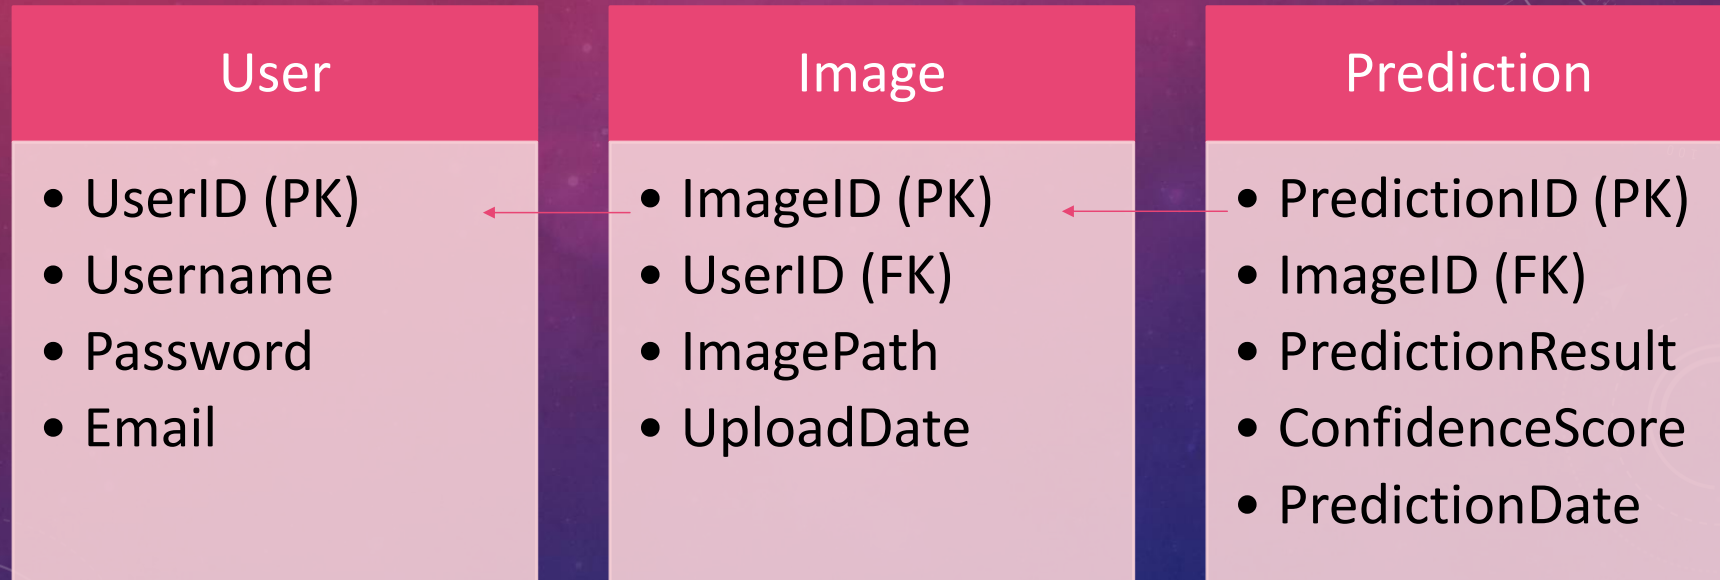 User
• UserID (PK)
• Username
• Password
• Email
Image
• ImageID (PK)
• UserID (FK)
• ImagePath
• UploadDate
Prediction
• PredictionID (PK)
• ImageID (FK)
• PredictionResult
• ConfidenceScore
• PredictionDate